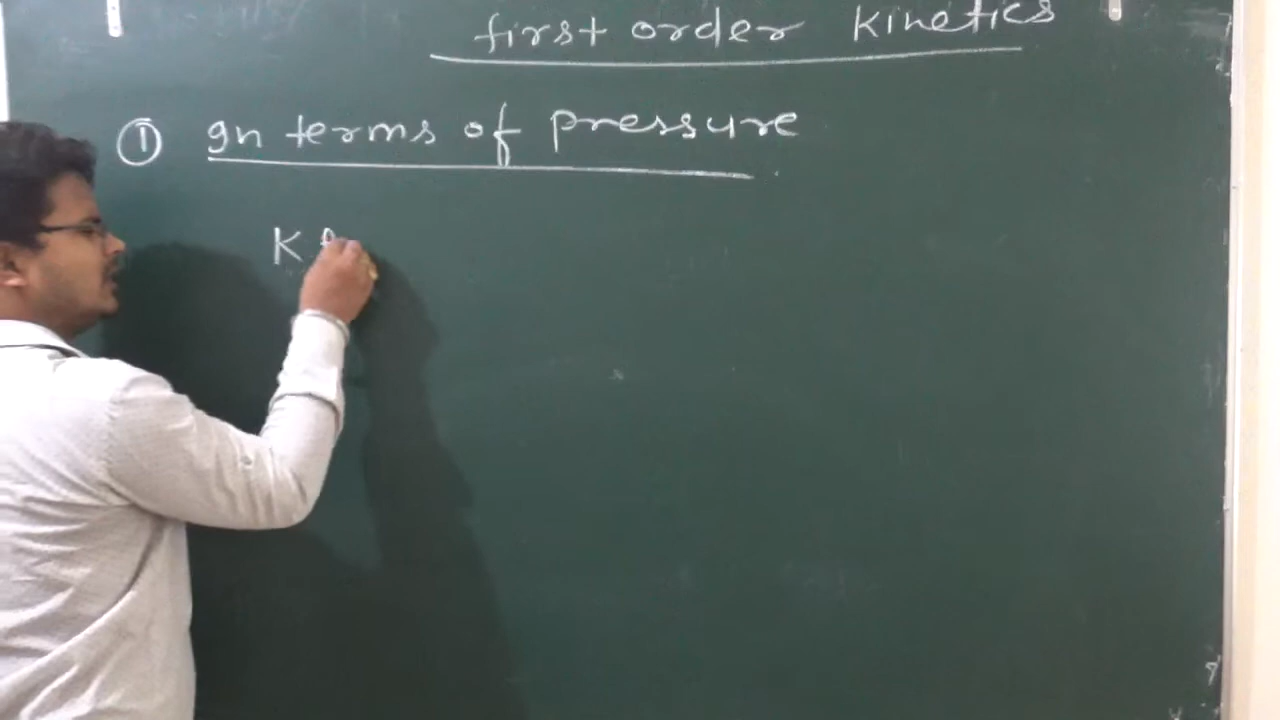 first order kinetics
① In terms of pressure
K